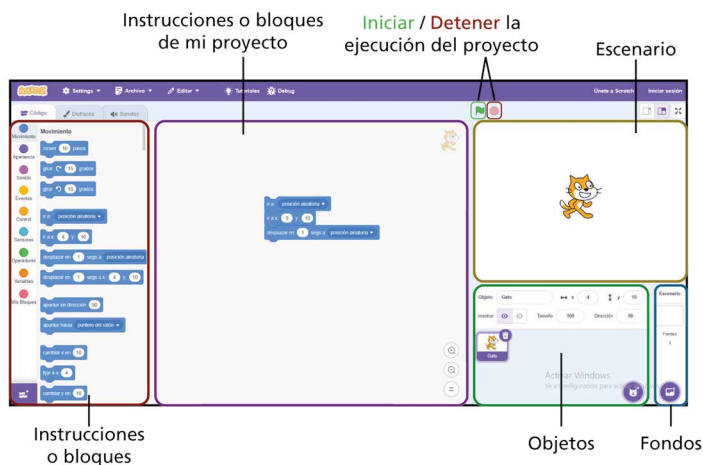 Instrucciones o bloques
de mi proyecto
Iniciar / Detener la
ejecución del proyecto
Escenario
SCRATCH
Settings
Archivo
Editar
Tutoriales
Debug
Únete a Scratch
Iniciar sesión
Código
Disfraces
Sonidos
Movimiento
Apariencia
Sonido
Eventos
Control
Sensores
Operadores
Variables
Mis Bloques
Movimiento
mover 10 pasos
girar 15 grados
girar 15 grados
ir a posición aleatoria
ir a x: 4 y 10
deslizar en 1 segs a posición aleatoria
deslizar en 1 segs a x: 4 y 10
apuntar en dirección 90
apuntar hacia puntero del ratón
cambiar x en 10
fijar x a 4
cambiar y en 10
ir a posición aleatoria
ir a x: 0 y 10
deslizar en 1 segs a posición aleatoria
Objeto Gato x 4 y 10
mostrar Tamaño 100 Dirección 90
Gato
Escenario
Fondos
1
Activar Windows
Ve a Configuración para
Instrucciones
o bloques
Objetos
Fondos